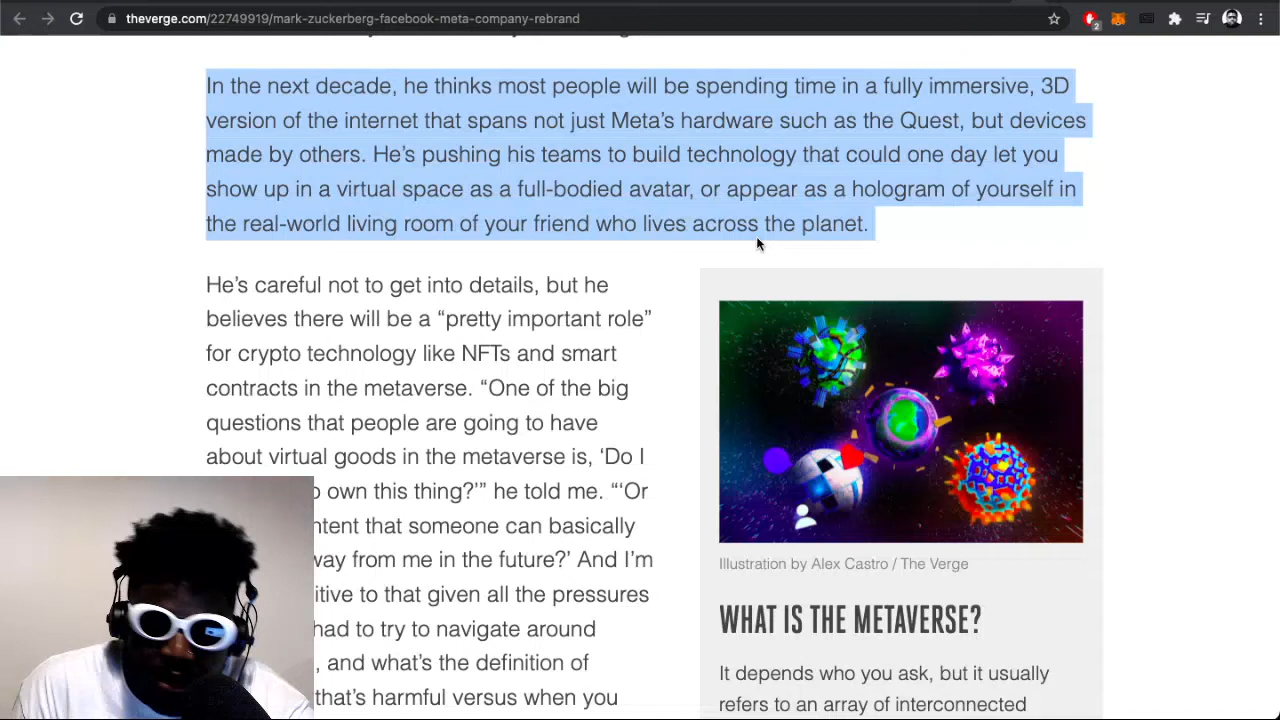 theverge.com/22749919/mark-zuckerberg-facebook-meta-company-rebrand
2
In the next decade, he thinks most people will be spending time in a fully immersive, 3D
version of the internet that spans not just Meta’s hardware such as the Quest, but devices
made by others. He’s pushing his teams to build technology that could one day let you
show up in a virtual space as a full-bodied avatar, or appear as a hologram of yourself in
the real-world living room of your friend who lives across the planet.
He’s careful not to get into details, but he
believes there will be a “pretty important role”
for crypto technology like NFTs and smart
contracts in the metaverse. “One of the big
questions that people are going to have
about virtual goods in the metaverse is, ‘Do I
own this thing?’” he told me. “‘Or
that someone can basically
from me in the future?’ And I’m
to that given all the pressures
had to try to navigate around
, and what’s the definition of
that’s harmful versus when you
Illustration by Alex Castro / The Verge
WHAT IS THE METAVERSE?
It depends who you ask, but it usually
refers to an array of interconnected